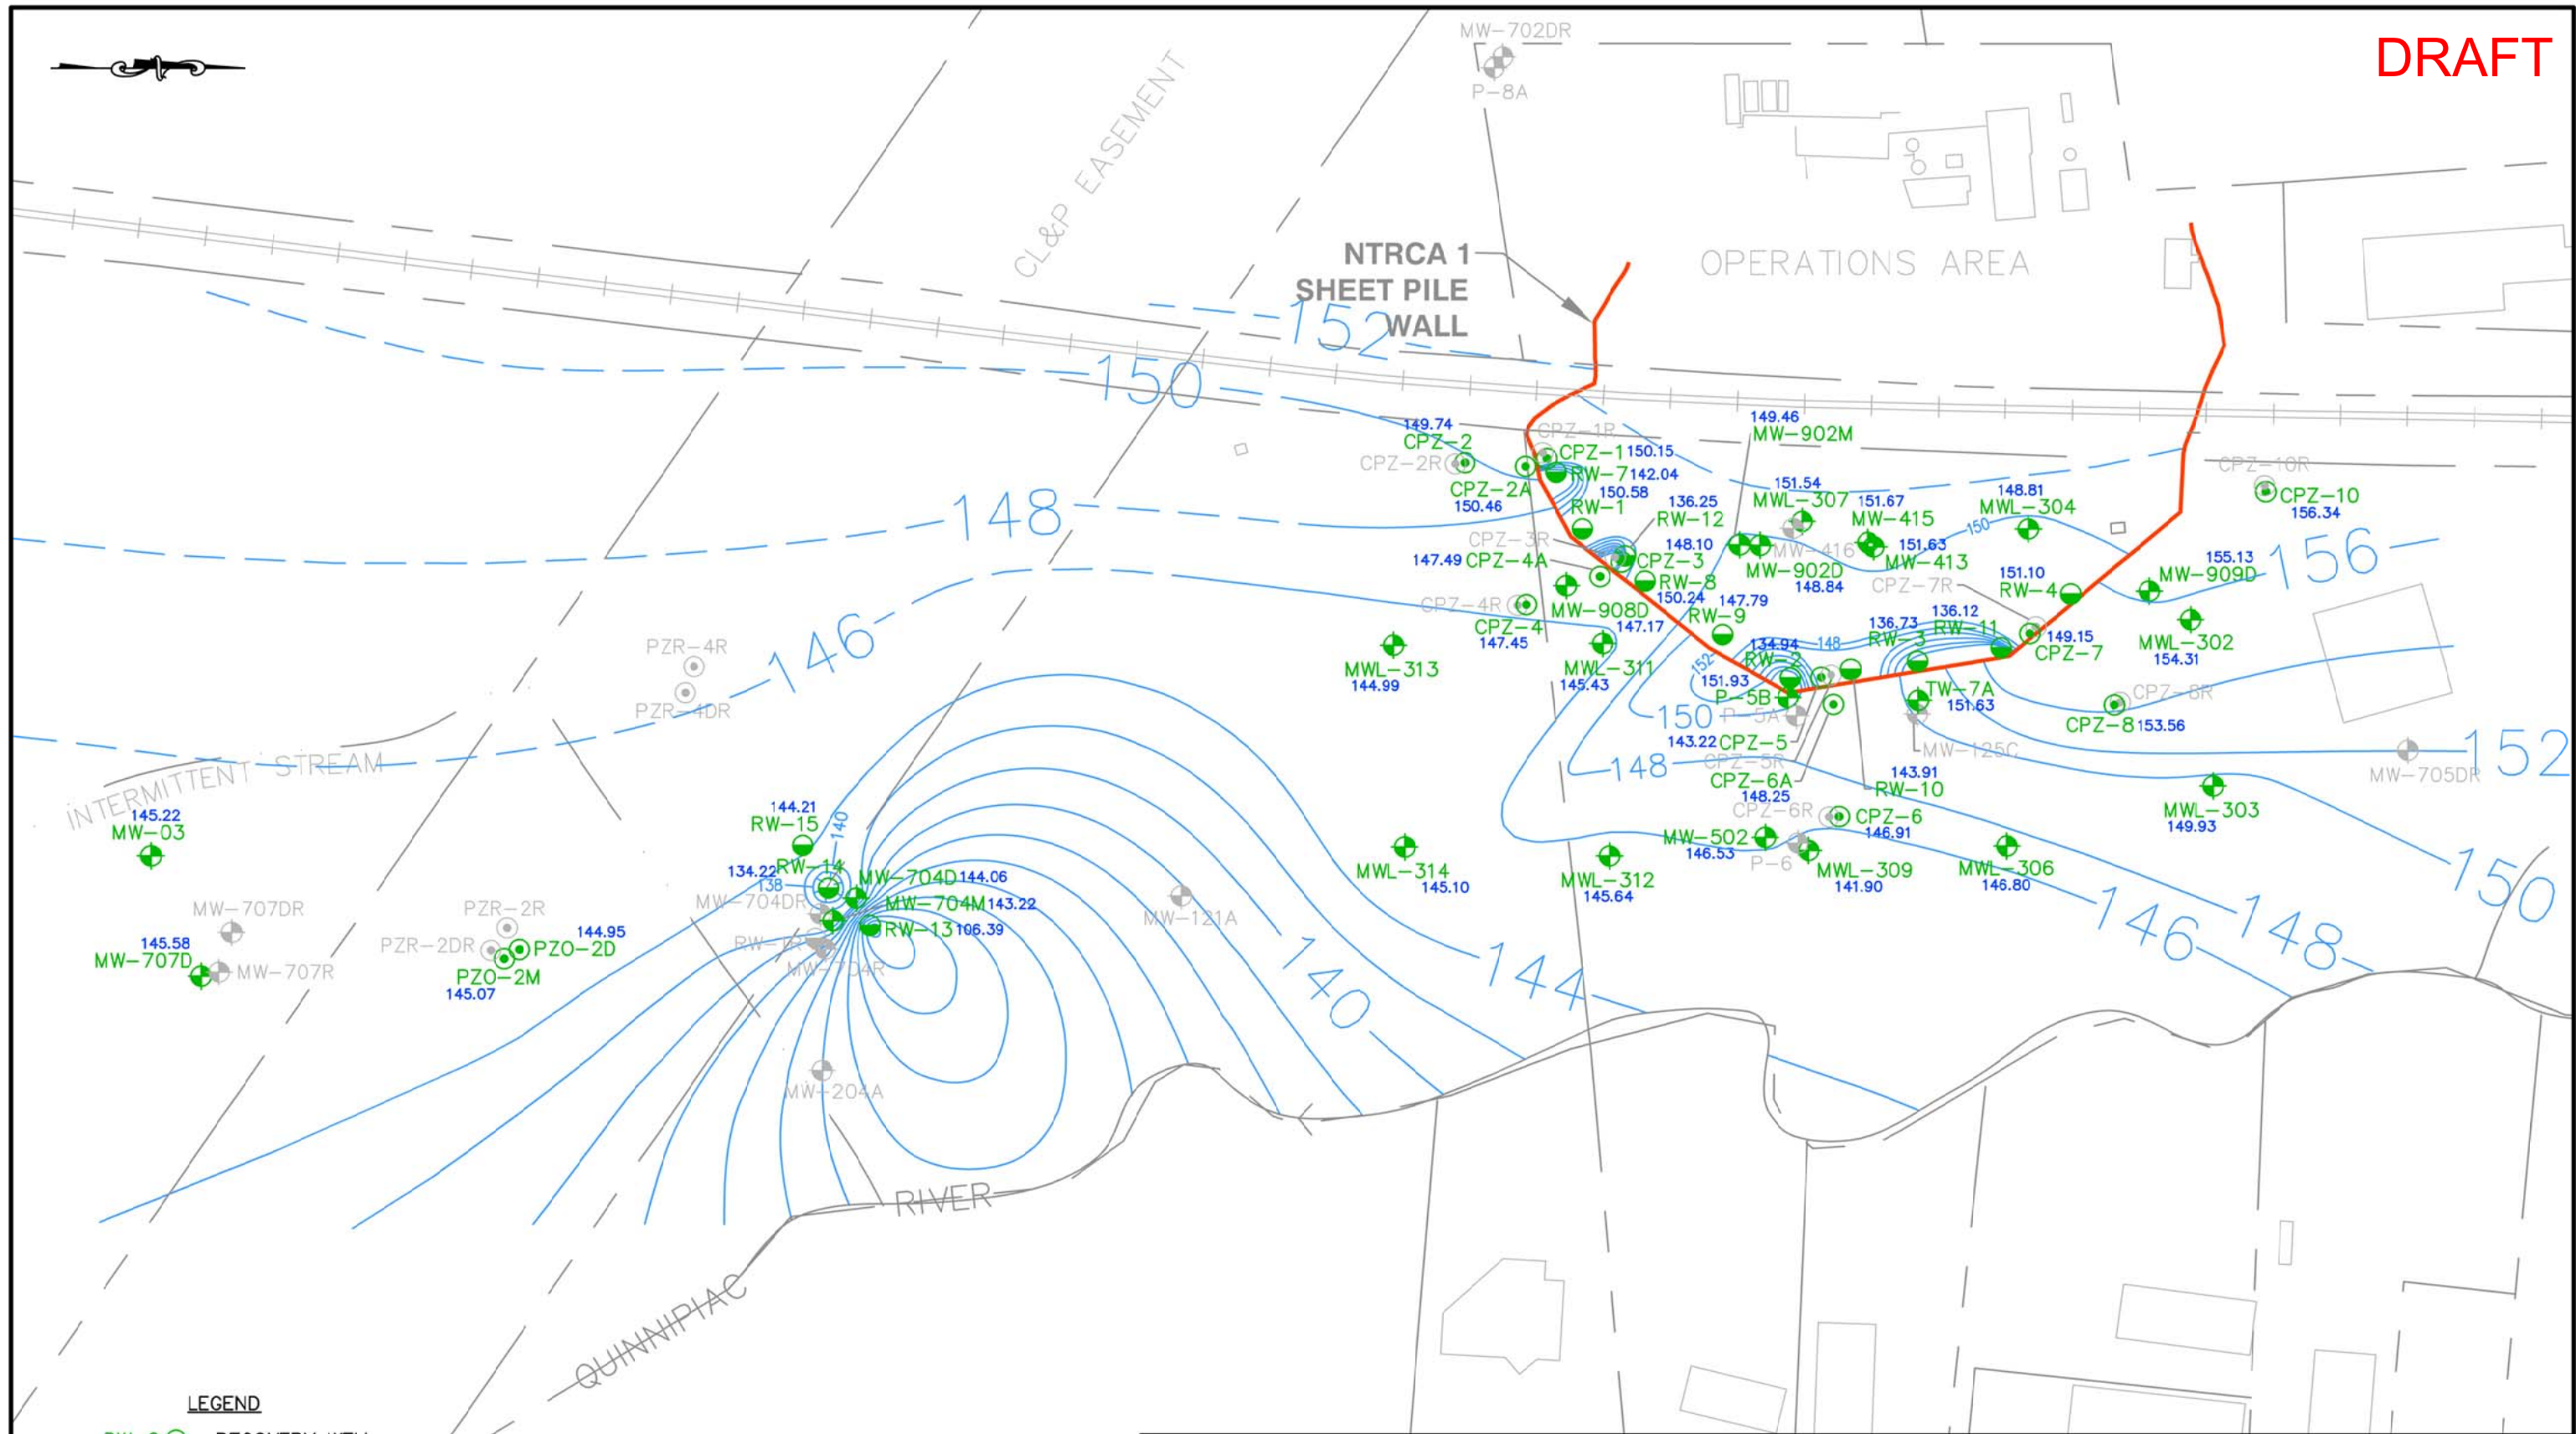 MW-702DR
P-8A
DRAFT
CL&P EASEMENT
NTRCA 1
SHEET PILE
WALL
OPERATIONS AREA
152
150
149.74
CPZ-2
CPZ-2R
CPZ-1R
CPZ-1 150.15
RW-7 142.04
CPZ-2A
150.46
150.58
RW-1
149.46
MW-902M
136.25
RW-12
151.54
MWL-307
151.67
MW-415
148.81
MWL-304
CPZ-10R
CPZ-10
156.34
148
150
CPZ-3R
147.49 CPZ-4A
CPZ-3
148.10
MW-416
151.63
MW-413
MW-902D
148.84
CPZ-7R
151.10
RW-4
155.13
MW-909D
156
RW-8
150.24
CPZ-4R
CPZ-4
147.45
MW-908D
147.17
147.79
RW-9
136.12
RW-11
136.73
RW-3
149.15
CPZ-7
MWL-302
154.31
146
PZR-4R
PZR-4DR
MWL-313
144.99
MWL-311
145.43
152
151.93
134.94
RW-2
148
P-5B
P-5A
150
TW-7A
151.63
CPZ-8R
CPZ-8 153.56
143.22 CPZ-5
CPZ-5R
148
CPZ-6A
148.25
143.91
RW-10
MW-125C
MW-705DR
152
INTERMITTENT STREAM
145.22
MW-03
144.21
RW-15
140
CPZ-6R
CPZ-6
146.91
MWL-303
149.93
MW-502
146.53
P-6
MWL-309
141.90
MWL-306
146.80
134.22
RW-14
138
MW-704D 144.06
MW-704DR
MW-704M 143.22
RW-1R
RW-13 106.39
MW-704R
MW-121A
MWL-314
145.10
MWL-312
145.64
150
MW-707DR
145.58
MW-707D
MW-707R
PZR-2R
PZR-2DR
144.95
PZO-2D
PZO-2M
145.07
140
144
146
148
MW-204A
RIVER
QUINNIPIAC
LEGEND